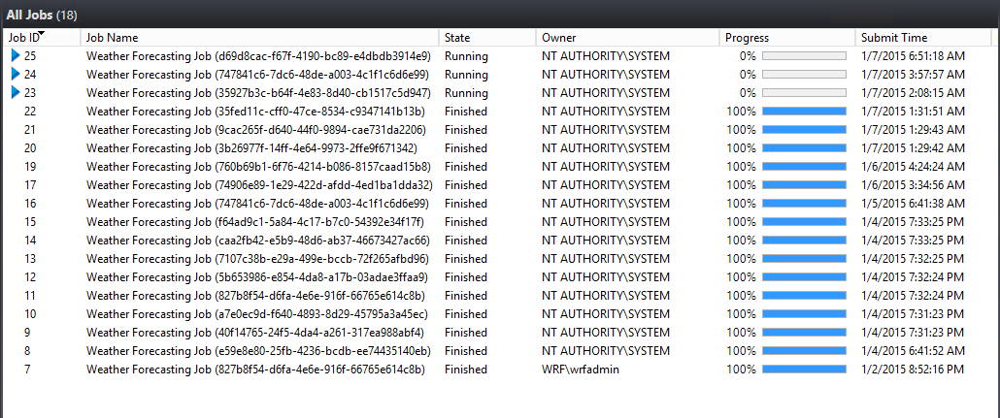 All Jobs (18)
Job ID Job Name State Owner Progress Submit Time
25 Weather Forecasting Job (d69d8cac-f67f-4190-bc89-e4dbdb3914e9) Running NT AUTHORITY\SYSTEM 0% 1/7/2015 6:51:18 AM
24 Weather Forecasting Job (747841c6-7dc6-48de-a003-4c1f1c6d6e99) Running NT AUTHORITY\SYSTEM 0% 1/7/2015 3:57:57 AM
23 Weather Forecasting Job (35927b3c-b64f-4e83-8d40-cb1517c5d947) Running NT AUTHORITY\SYSTEM 0% 1/7/2015 2:08:15 AM
22 Weather Forecasting Job (35fed11c-cff0-47ce-8534-c9347141b13b) Finished NT AUTHORITY\SYSTEM 100% 1/7/2015 1:31:51 AM
21 Weather Forecasting Job (9cac265f-d640-44f0-9894-cae731da2206) Finished NT AUTHORITY\SYSTEM 100% 1/7/2015 1:29:43 AM
20 Weather Forecasting Job (3b26977f-14ff-4e64-9973-2ffe9f671342) Finished NT AUTHORITY\SYSTEM 100% 1/7/2015 1:29:42 AM
19 Weather Forecasting Job (760b69b1-6f76-4214-b086-8157caad15b8) Finished NT AUTHORITY\SYSTEM 100% 1/6/2015 4:24:24 AM
17 Weather Forecasting Job (74906e89-1e29-422d-afdd-4ed1ba1dda32) Finished NT AUTHORITY\SYSTEM 100% 1/6/2015 3:34:56 AM
16 Weather Forecasting Job (747841c6-7dc6-48de-a003-4c1f1c6d6e99) Finished NT AUTHORITY\SYSTEM 100% 1/5/2015 6:41:38 AM
15 Weather Forecasting Job (f64ad9c1-5a84-4c17-b7c0-54392e34f17f) Finished NT AUTHORITY\SYSTEM 100% 1/4/2015 7:33:25 PM
14 Weather Forecasting Job (caa2fb42-e5b9-48d6-ab37-46673427ac66) Finished NT AUTHORITY\SYSTEM 100% 1/4/2015 7:33:25 PM
13 Weather Forecasting Job (7107c38b-e29a-499e-bccb-72f265afbd96) Finished NT AUTHORITY\SYSTEM 100% 1/4/2015 7:32:25 PM
12 Weather Forecasting Job (5b653986-e854-4da8-a17b-03adae3ffaa9) Finished NT AUTHORITY\SYSTEM 100% 1/4/2015 7:32:24 PM
11 Weather Forecasting Job (827b8f54-d6fa-4e6e-916f-66765e614c8b) Finished NT AUTHORITY\SYSTEM 100% 1/4/2015 7:32:24 PM
10 Weather Forecasting Job (a7e0ec9d-f640-4893-8d29-45795a3a45ec) Finished NT AUTHORITY\SYSTEM 100% 1/4/2015 7:31:23 PM
9 Weather Forecasting Job (40f14765-24f5-4da4-a261-317ea988abf4) Finished NT AUTHORITY\SYSTEM 100% 1/4/2015 7:31:23 PM
8 Weather Forecasting Job (e59e8e80-25fb-4236-bcdb-ee74435140eb) Finished NT AUTHORITY\SYSTEM 100% 1/4/2015 6:41:52 AM
7 Weather Forecasting Job (827b8f54-d6fa-4e6e-916f-66765e614c8b) Finished WRF\wrfadmin 100% 1/2/2015 8:52:16 PM